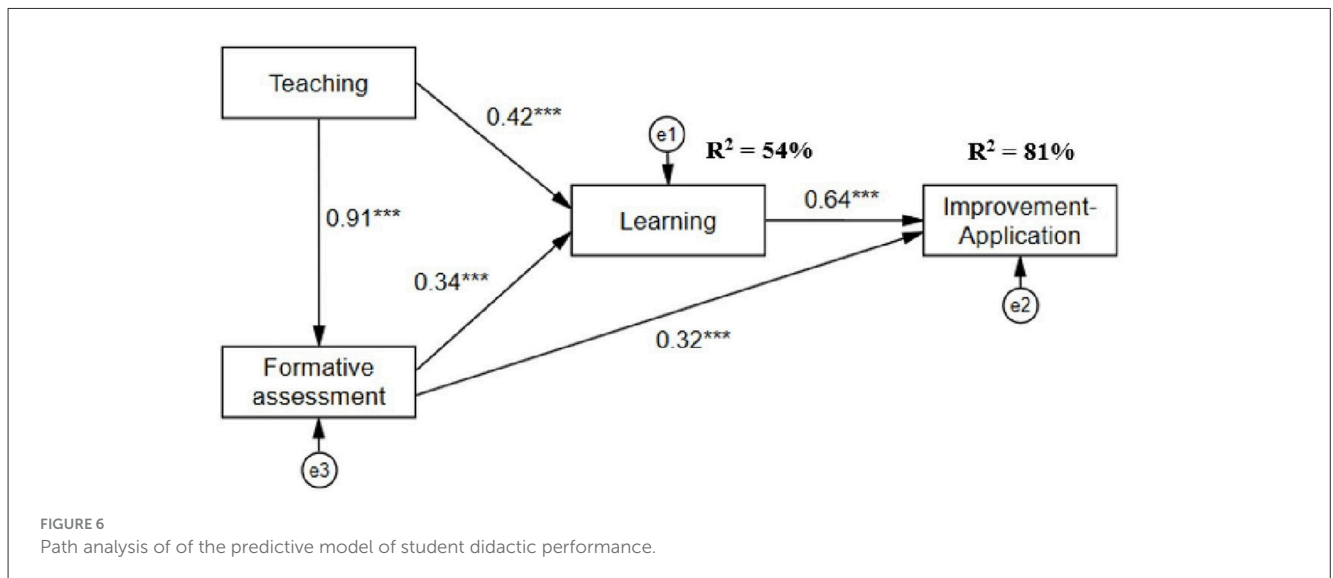 Teaching
0.42***
e1
R² = 54%
R² = 81%
0.91***
Learning
0.64***
Improvement-
Application
0.34***
0.32***
e2
Formative
assessment
e3
FIGURE 6
Path analysis of of the predictive model of student didactic performance.